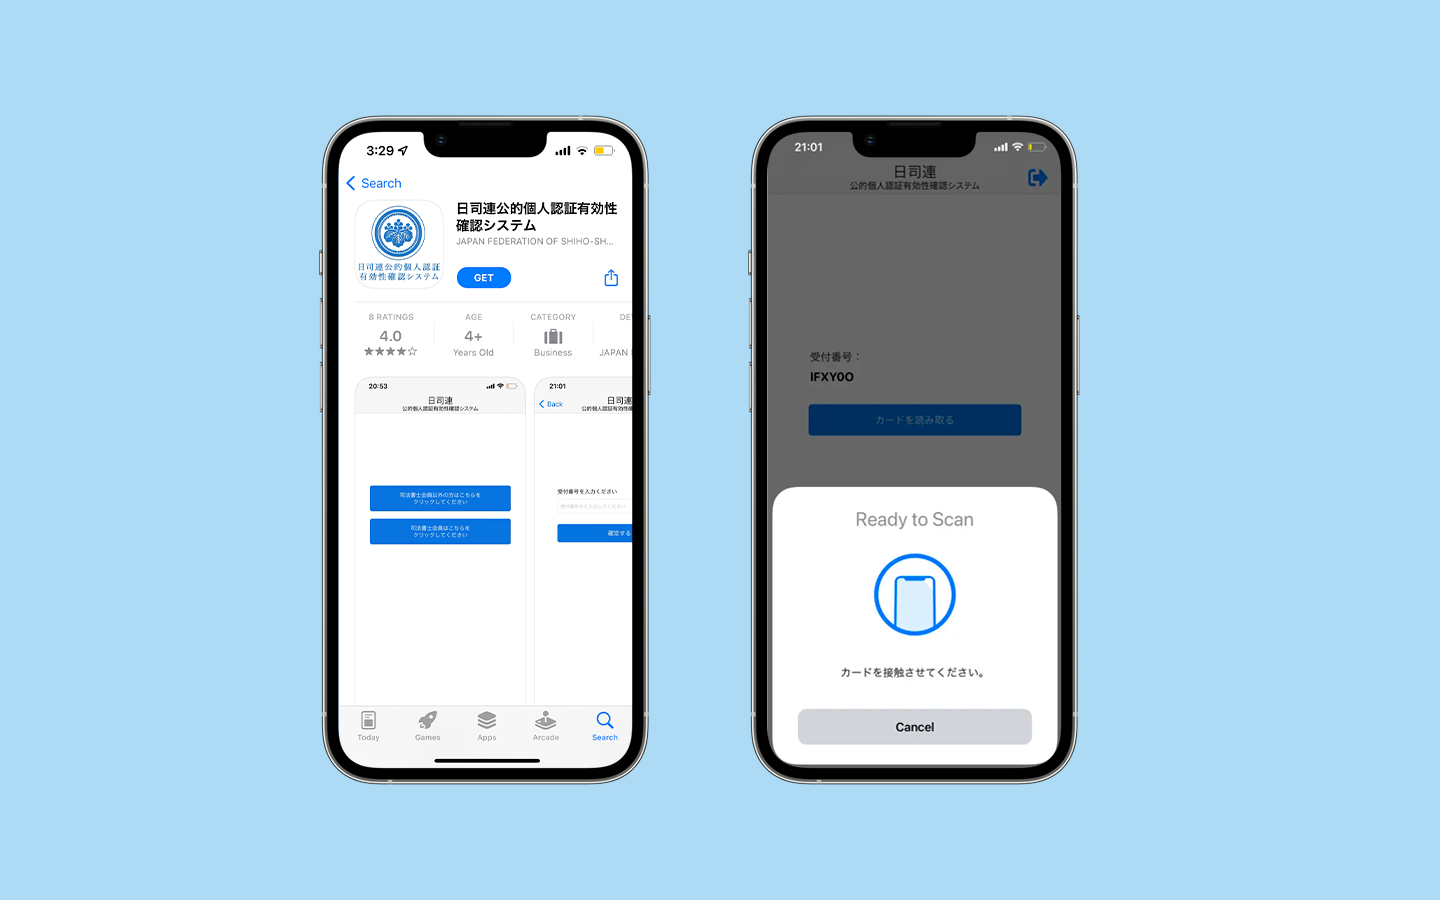 3:29
Search
日司連公的個人認証有効性
確認システム
JAPAN FEDERATION OF SHIHO-SH...
日司連公的個人認証
有効性確認システム
GET
8 RATINGS
4.0
AGE
4+
Years Old
CATEGORY
Business
DE
JAPAN
20:53
日司連
公的個人認証有効性確認システム
司法書士会員以外の方はこちらを
クリックしてください
司法書士会員はこちらを
クリックしてください
21:01
Back
日司連
公的個人認証有効性確
受付番号を入力ください
受付番号をご入力してください
確定する
Today
Games
Apps
Arcade
Search
21:01
日司連
公的個人認証有効性確認システム
受付番号：
IFXY0O
カードを読み取る
Ready to Scan
カードを接触させてください。
Cancel